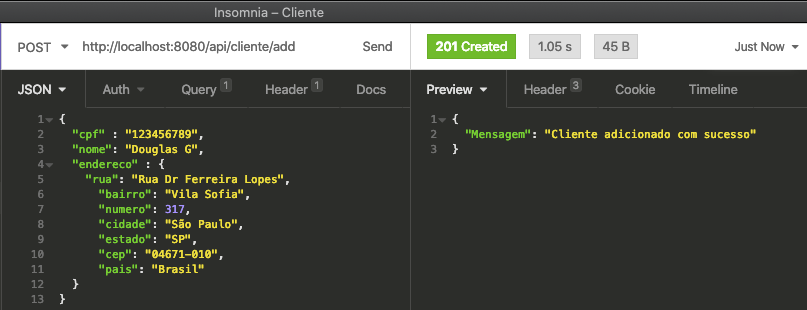 Insomnia – Cliente
POST http://localhost:8080/api/cliente/add Send 201 Created 1.05 s 45 B Just Now
JSON Auth Query 1 Header 1 Docs Preview Header 3 Cookie Timeline
1 {
2 "cpf" : "123456789",
3 "nome": "Douglas G",
4 "endereco" : {
5 "rua": "Rua Dr Ferreira Lopes",
6 "bairro": "Vila Sofia",
7 "numero": 317,
8 "cidade": "São Paulo",
9 "estado": "SP",
10 "cep": "04671-010",
11 "pais": "Brasil"
12 }
13 }
1 {
2 "Mensagem": "Cliente adicionado com sucesso"
3 }